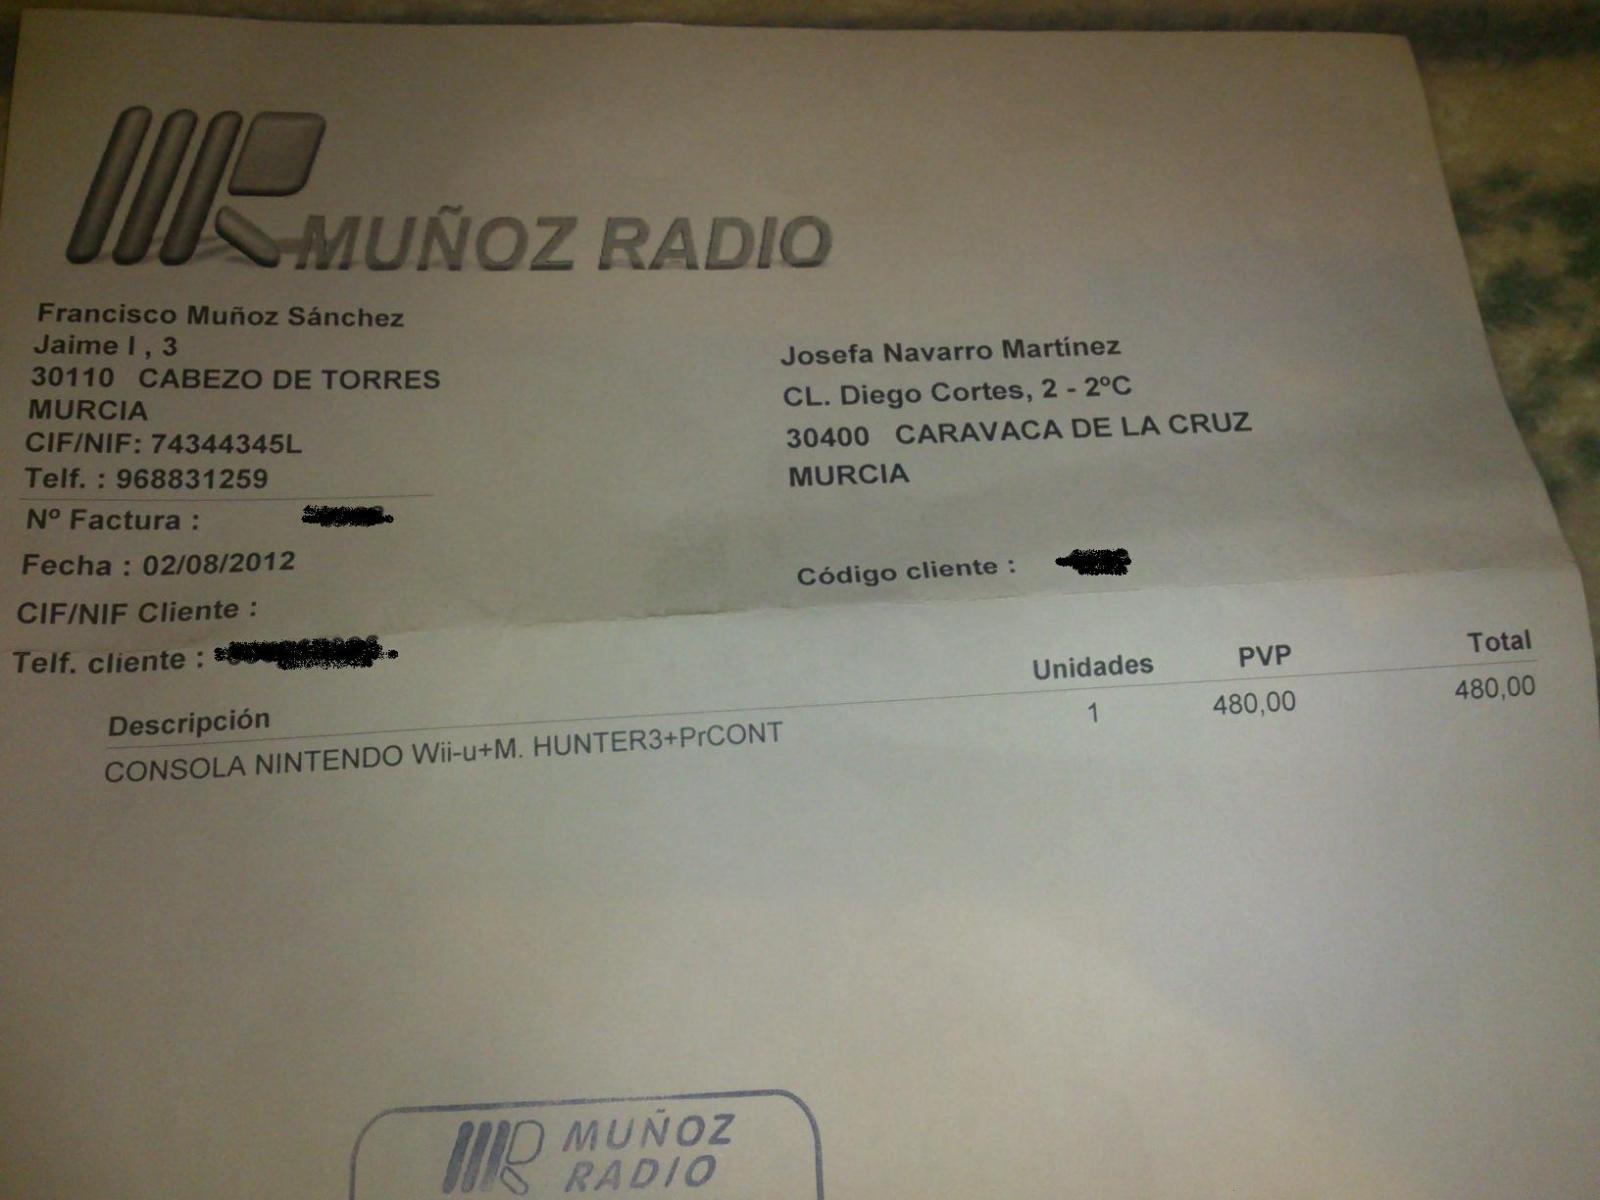 MUÑOZ RADIO
Francisco Muñoz Sánchez
Jaime I , 3
30110 CABEZO DE TORRES
MURCIA
CIF/NIF: 74344345L
Telf. : 968831259
Josefa Navarro Martínez
CL. Diego Cortes, 2 - 2ºC
30400 CARAVACA DE LA CRUZ
MURCIA
Nº Factura :
Fecha : 02/08/2012
Código cliente :
CIF/NIF Cliente :
Telf. cliente :
Descripción Unidades PVP Total
CONSOLA NINTENDO Wii-u+M. HUNTER3+PrCONT 1 480,00 480,00
MUÑOZ
RADIO